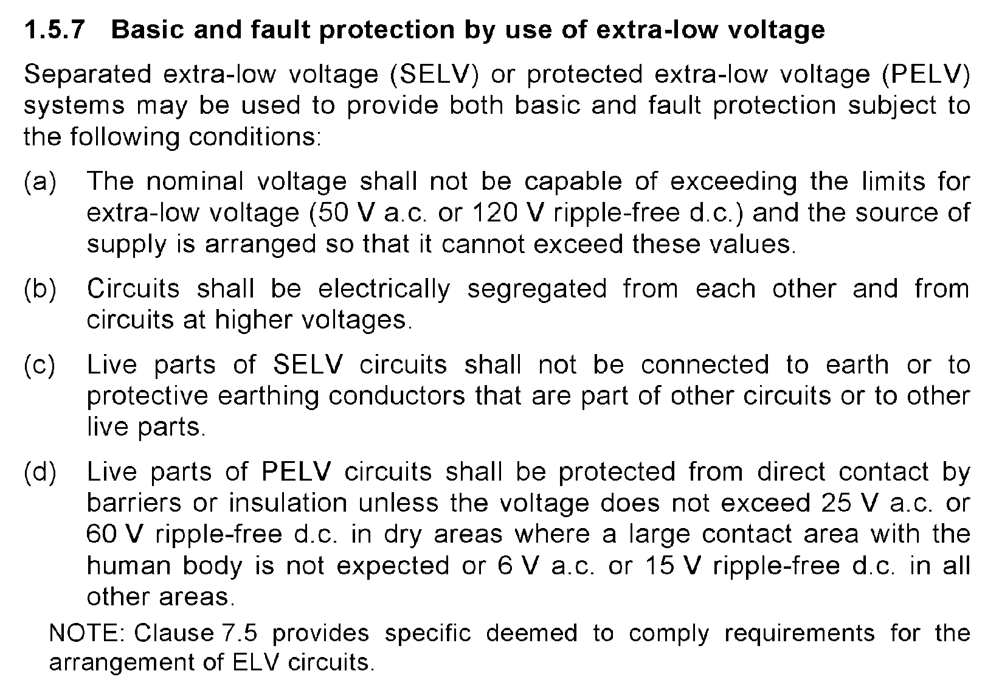 1.5.7 Basic and fault protection by use of extra-low voltage
Separated extra-low voltage (SELV) or protected extra-low voltage (PELV)
systems may be used to provide both basic and fault protection subject to
the following conditions:
(a) The nominal voltage shall not be capable of exceeding the limits for
extra-low voltage (50 V a.c. or 120 V ripple-free d.c.) and the source of
supply is arranged so that it cannot exceed these values.
(b) Circuits shall be electrically segregated from each other and from
circuits at higher voltages.
(c) Live parts of SELV circuits shall not be connected to earth or to
protective earthing conductors that are part of other circuits or to other
live parts.
(d) Live parts of PELV circuits shall be protected from direct contact by
barriers or insulation unless the voltage does not exceed 25 V a.c. or
60 V ripple-free d.c. in dry areas where a large contact area with the
human body is not expected or 6 V a.c. or 15 V ripple-free d.c. in all
other areas.
NOTE: Clause 7.5 provides specific deemed to comply requirements for the
arrangement of ELV circuits.